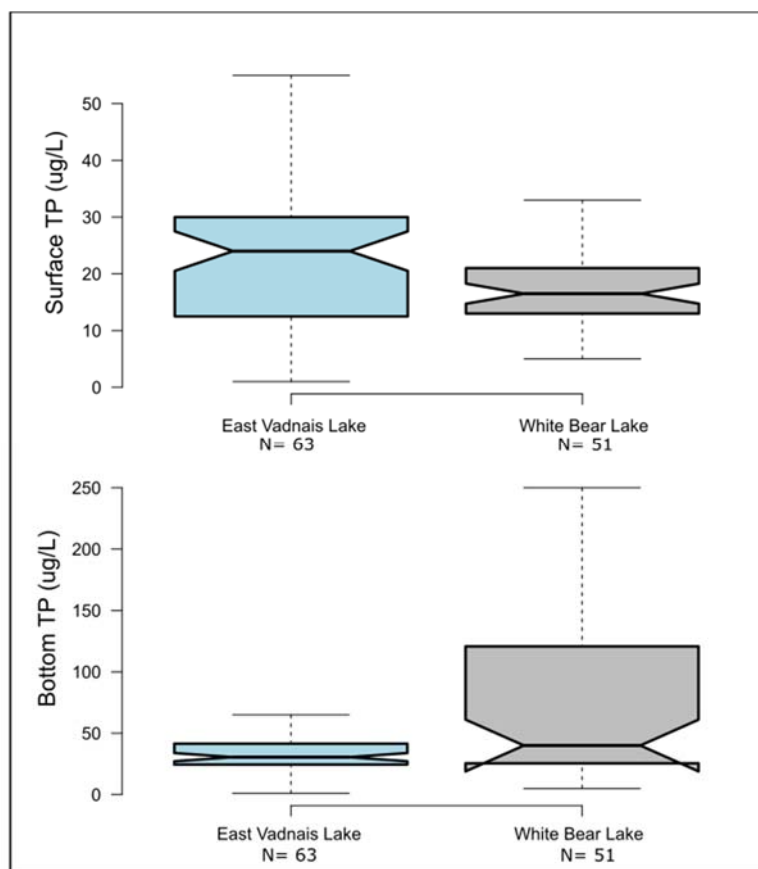 Surface TP (ug/L)
50
40
30
20
10
0
East Vadnais Lake White Bear Lake
N= 63 N= 51
Bottom TP (ug/L)
250
200
150
100
50
0
East Vadnais Lake White Bear Lake
N= 63 N= 51